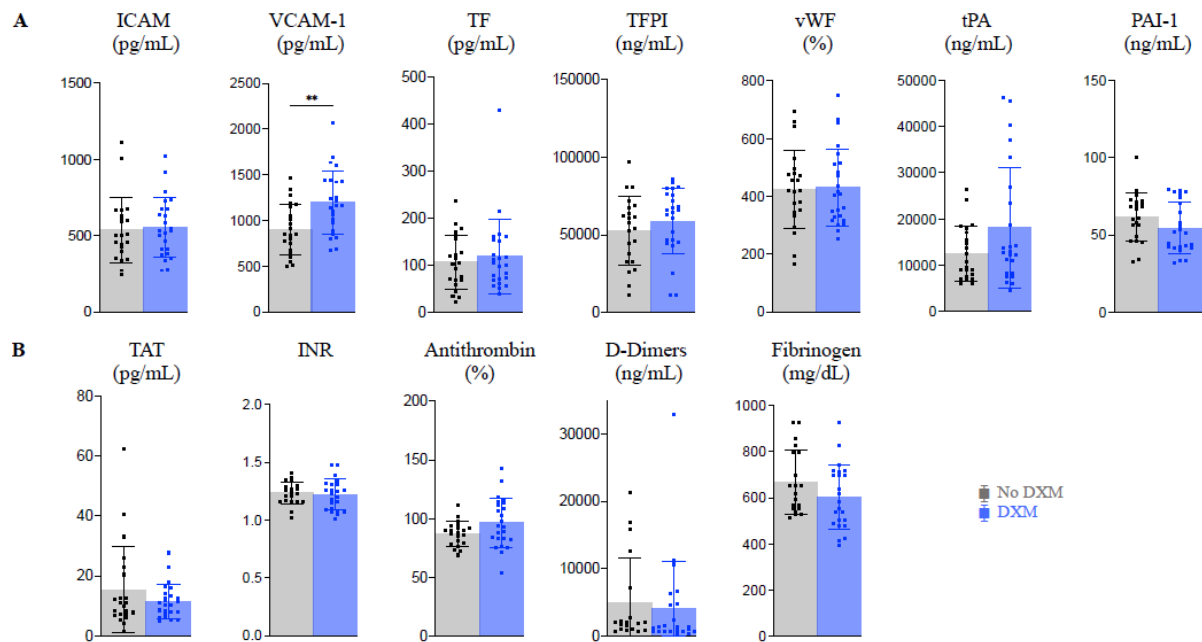 A
ICAM
(pg/mL)
VCAM-1
(pg/mL)
TF
(pg/mL)
TFPI
(ng/mL)
vWF
(%)
tPA
(ng/mL)
PAI-1
(ng/mL)
1500
1000
500
0
2500
2000
1500
1000
500
0
**
500
400
300
200
100
0
150000
100000
50000
0
800
600
400
200
0
50000
40000
30000
20000
10000
0
150
100
50
0
B
TAT
(pg/mL)
INR
Antithrombin
(%)
D-Dimers
(ng/mL)
Fibrinogen
(mg/dL)
80
60
40
20
0
2.0
1.5
1.0
0.5
0.0
200
150
100
50
0
30000
20000
10000
0
1000
800
600
400
200
0
No DXM
DXM